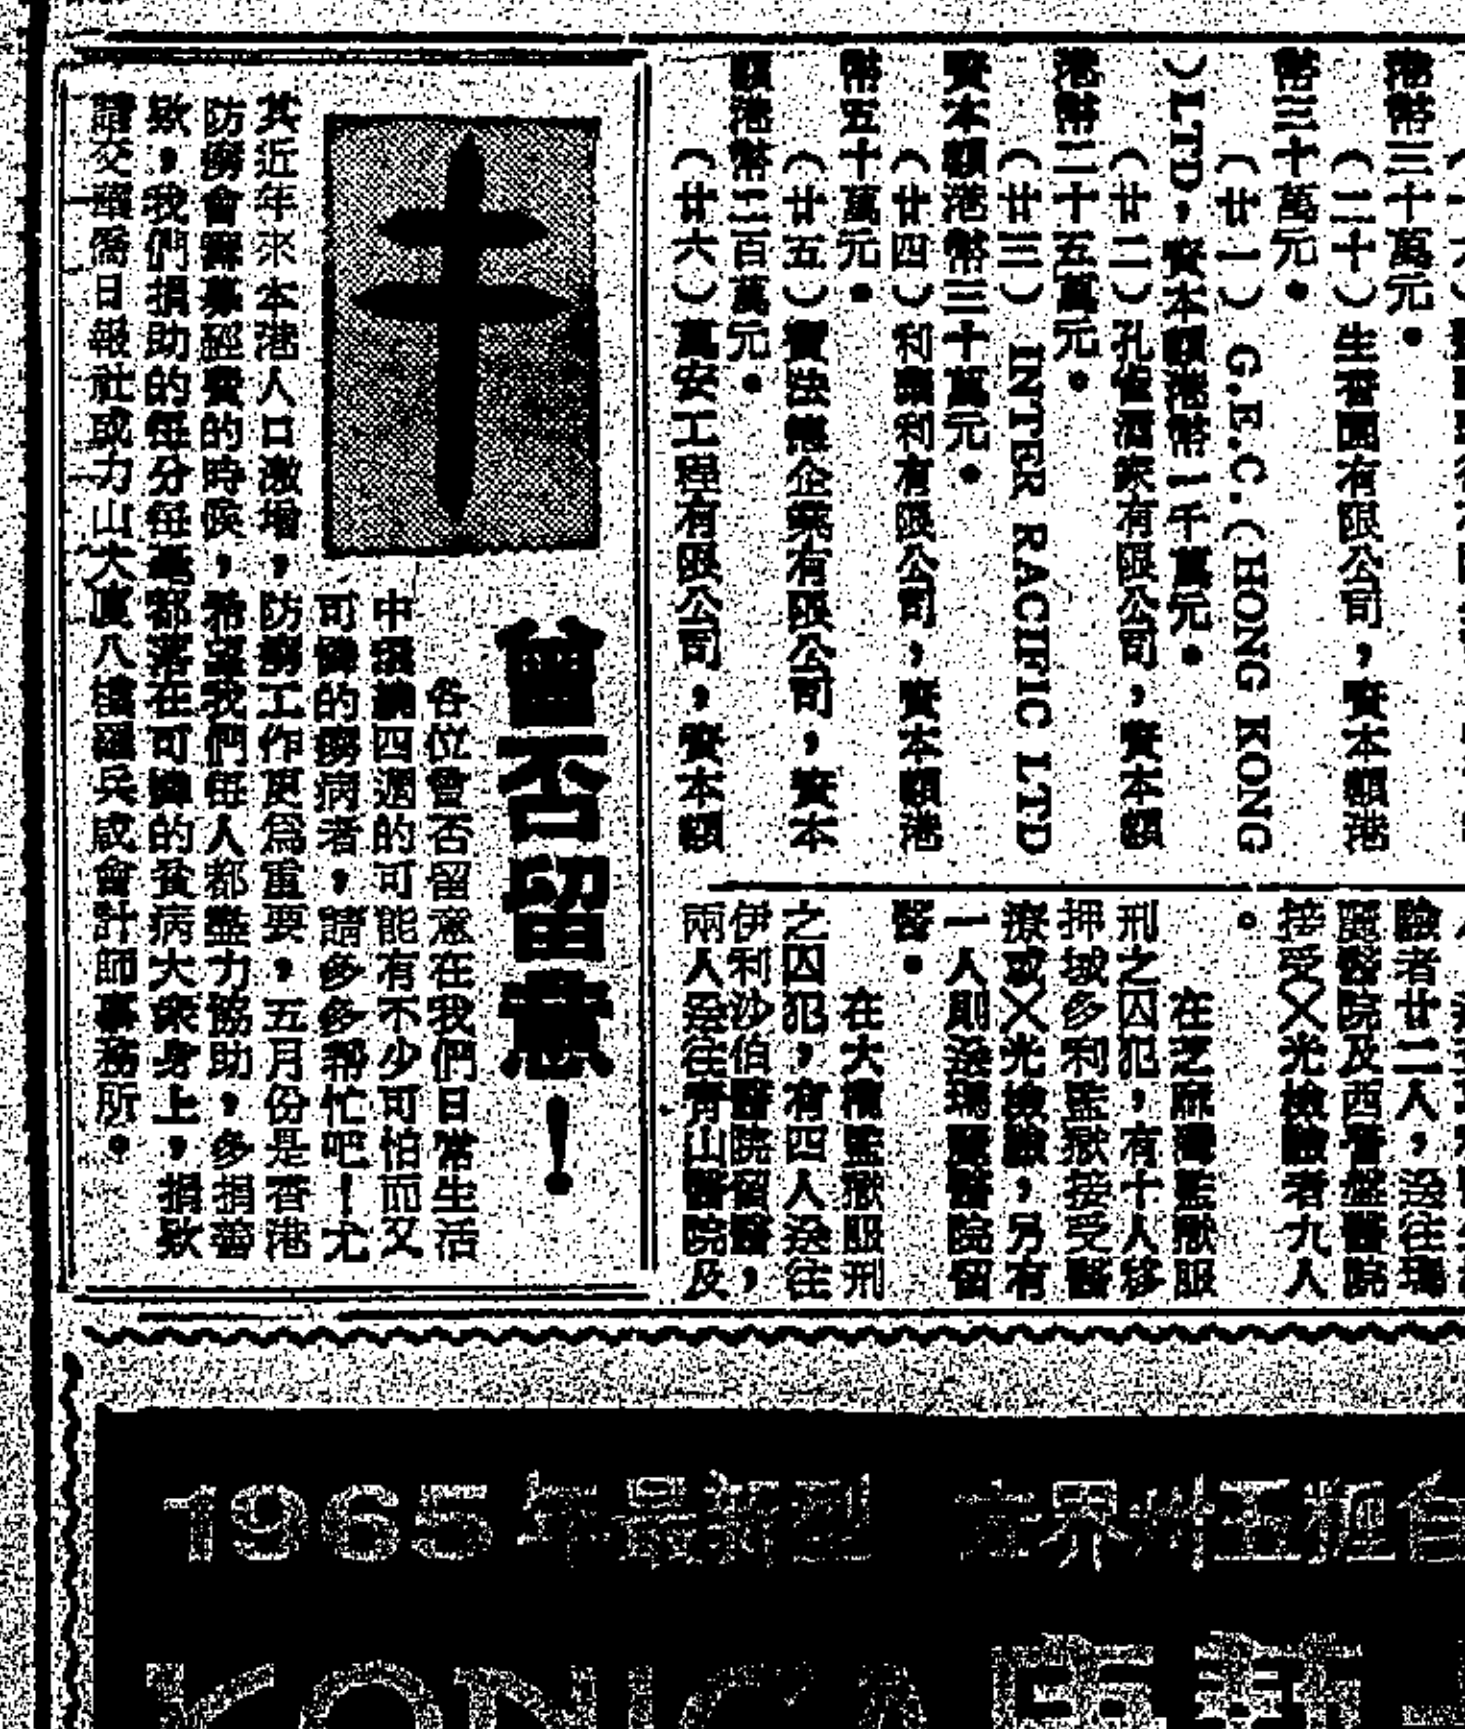 港幣三十萬元。
(二十)生香園有限公司,資本額港
幣三十萬元。
(廿一) G.E.C.(HONG KONG
)LTD,資本額港幣一千萬元。
(廿二)孔雀酒家有限公司,資本額
港幣二十五萬元。
(廿三) INTER RACIFIC LTD
資本額港幣三十萬元。
(廿四)利 利有限公司,資本額港
幣五十萬元。
(廿五)寶 企業有限公司,資本
額港幣二百萬元。
(廿六)萬安工程有限公司,資本額
驗者廿二人,送往瑪
麗醫院及西營盤醫院
接受X光檢驗者九人
。
在芝麻灣監獄服
刑之囚犯,有十人移
押域多利監獄接受醫
療或X光檢驗,另有
一人則送瑪麗醫院留
醫。
在大欖監獄服刑
之囚犯,有四人送往
伊利沙伯醫院留醫,
兩人送往青山醫院及
曾否留意!
各位曾否留意在我們日常生活
中環繞四週的可能有不少可怕而又
可憐的癆病者,請多多幫忙吧!尤
其近年來本港人口激增,防癆工作更爲重要,五月份是香港
防癆會籌募經費的時候,希望我們每人都盡力協助,多捐善
欵,我們捐助的每分每毫都落在可憐的貧病大衆身上,捐欵
請交華僑日報社或力山大廈八樓羅兵咸會計師事務所。
1965年最新型 世界
KONICA